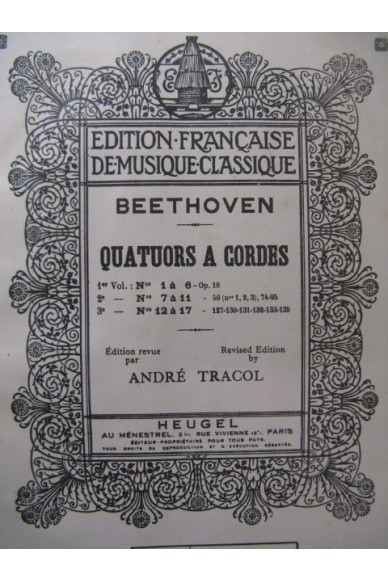 EDITION·FRANÇAISE
DE·MUSIQUE·CLASSIQUE
BEETHOVEN
QUATUORS A CORDES
1er Vol. : Nos 1 à 6 - Op. 18
2e — Nos 7 à 11 - 59 (nos 1, 2, 3), 74-95
3e — Nos 12 à 17 - 127-130-131-132-133-135
Édition revue par
Revised Edition by
ANDRÉ TRACOL
HEUGEL
AU MÉNESTREL, 2 bis, RUE VIVIENNE (2e), PARIS
ÉDITEUR-PROPRIÉTAIRE POUR TOUS PAYS.
TOUS DROITS DE REPRODUCTION ET D'EXÉCUTION RÉSERVÉS.